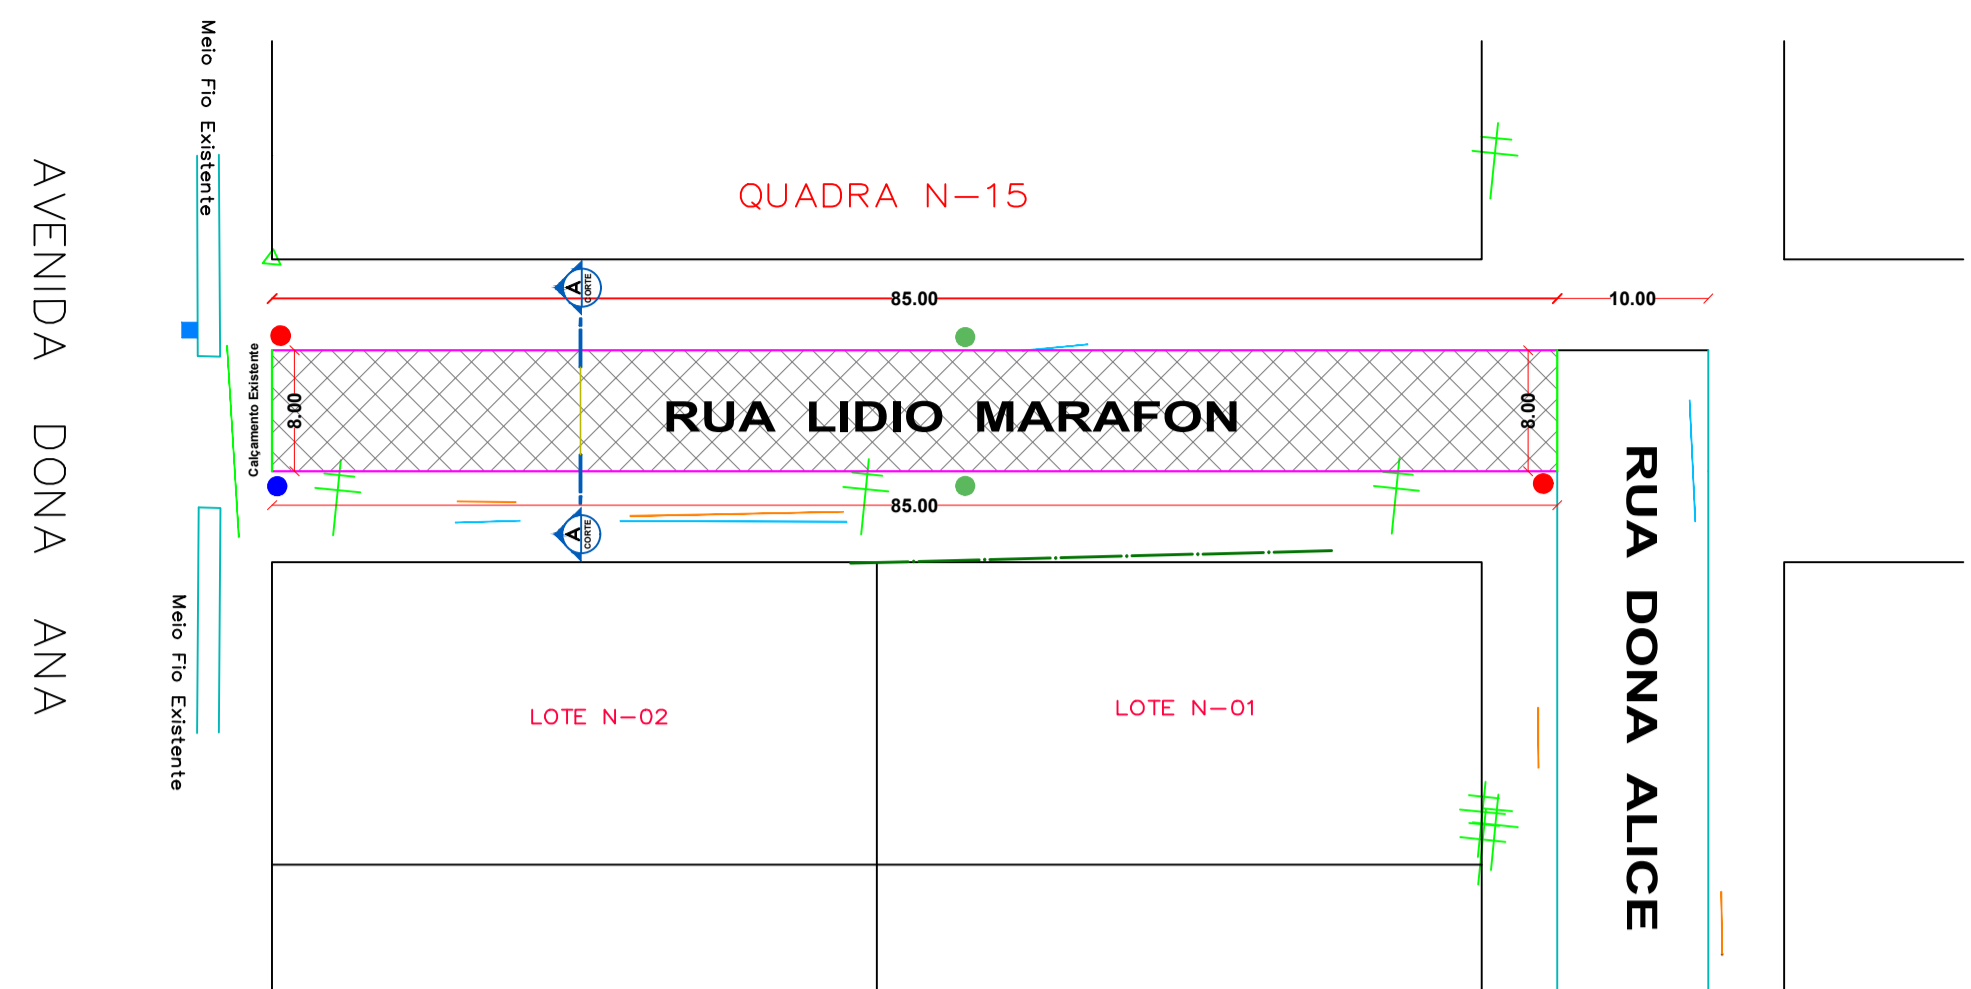 Meio Fio Existente
AVENIDA DONA ANA
QUADRA N-15
A
CORTE
85.00
10.00
Calçamento Existente
8.00
RUA LIDIO MARAFON
8.00
85.00
A
CORTE
RUA DONA ALICE
Meio Fio Existente
LOTE N-02
LOTE N-01